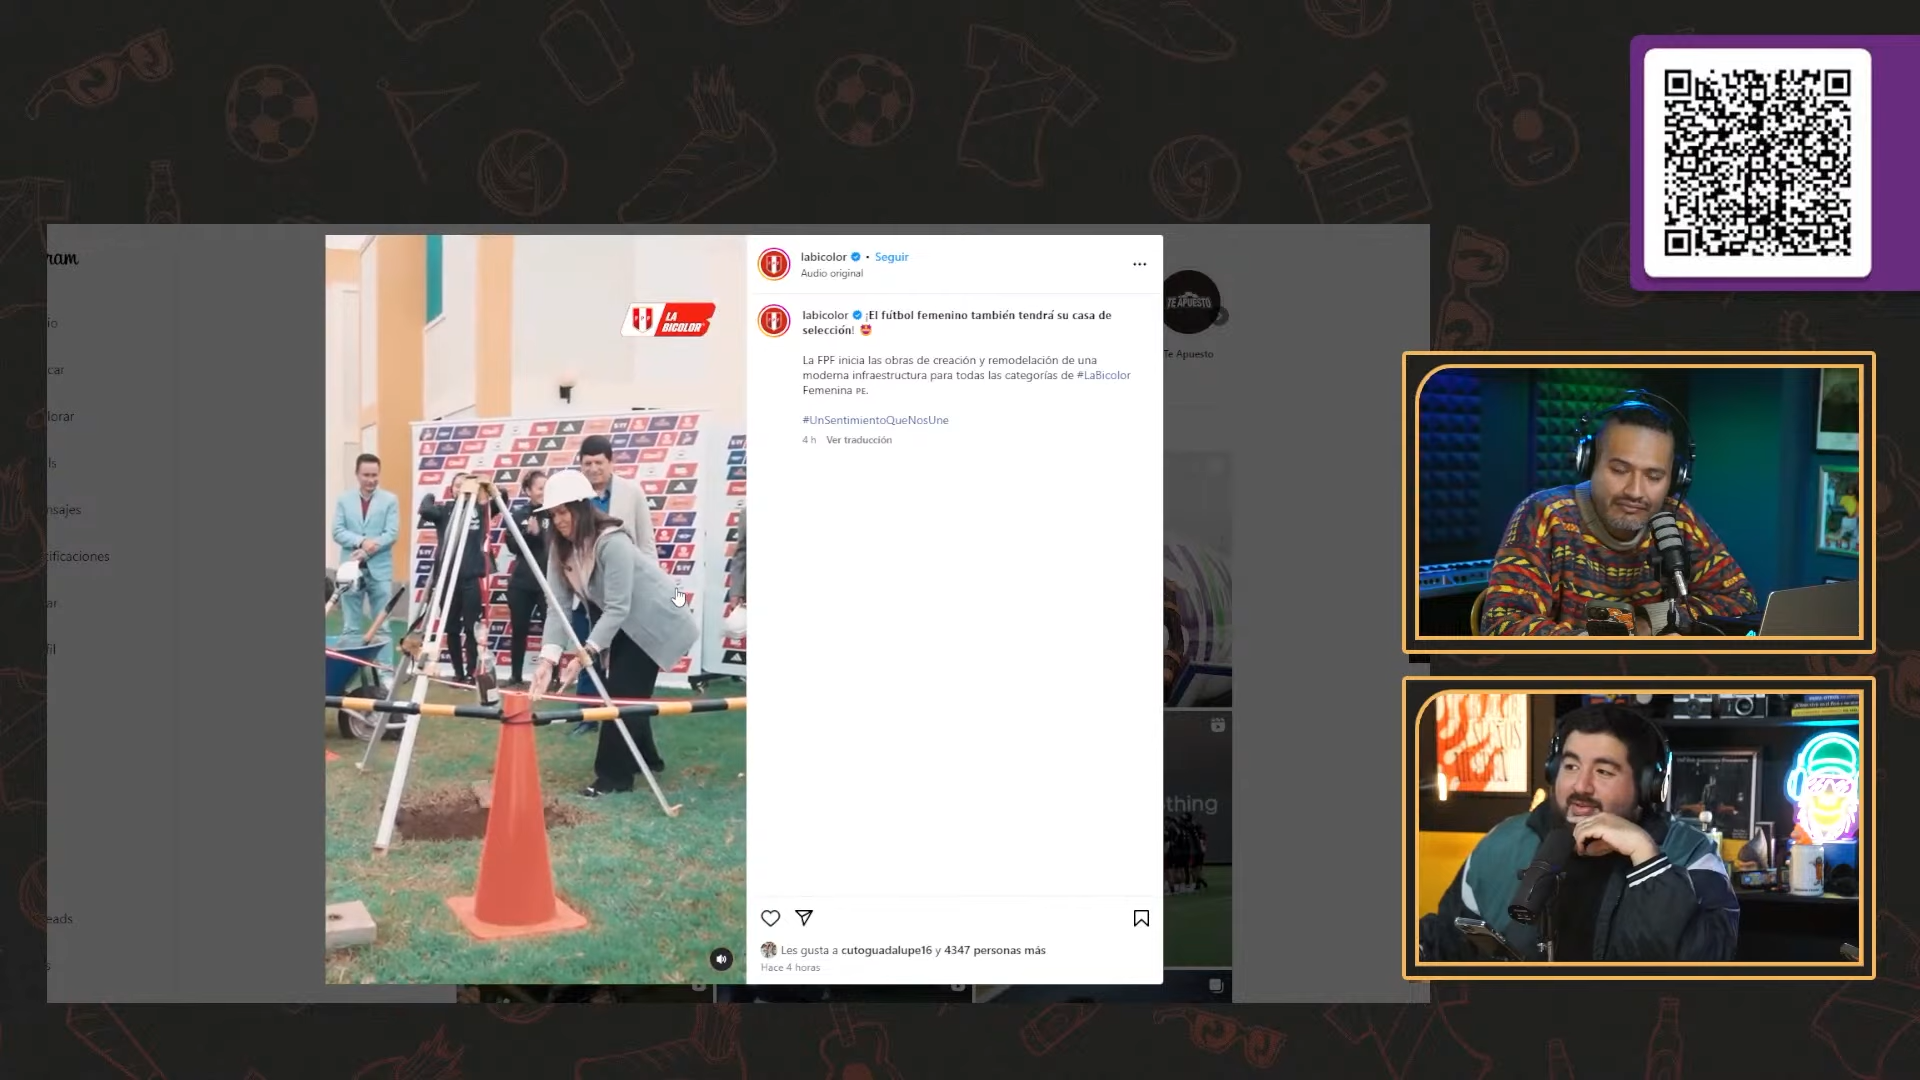 ram
io
car
lorar
ls
nsajes
tificaciones
ar
fil
eads
s
LA
BICOLOR
labicolor • Seguir
Audio original
labicolor ¡El fútbol femenino también tendrá su casa de
selección!
La FPF inicia las obras de creación y remodelación de una
moderna infraestructura para todas las categorías de #LaBicolor
Femenina PE.
#UnSentimientoQueNosUne
4 h Ver traducción
Les gusta a cutoguadalupe16 y 4347 personas más
Hace 4 horas
TE APUESTO
Te Apuesto
thing